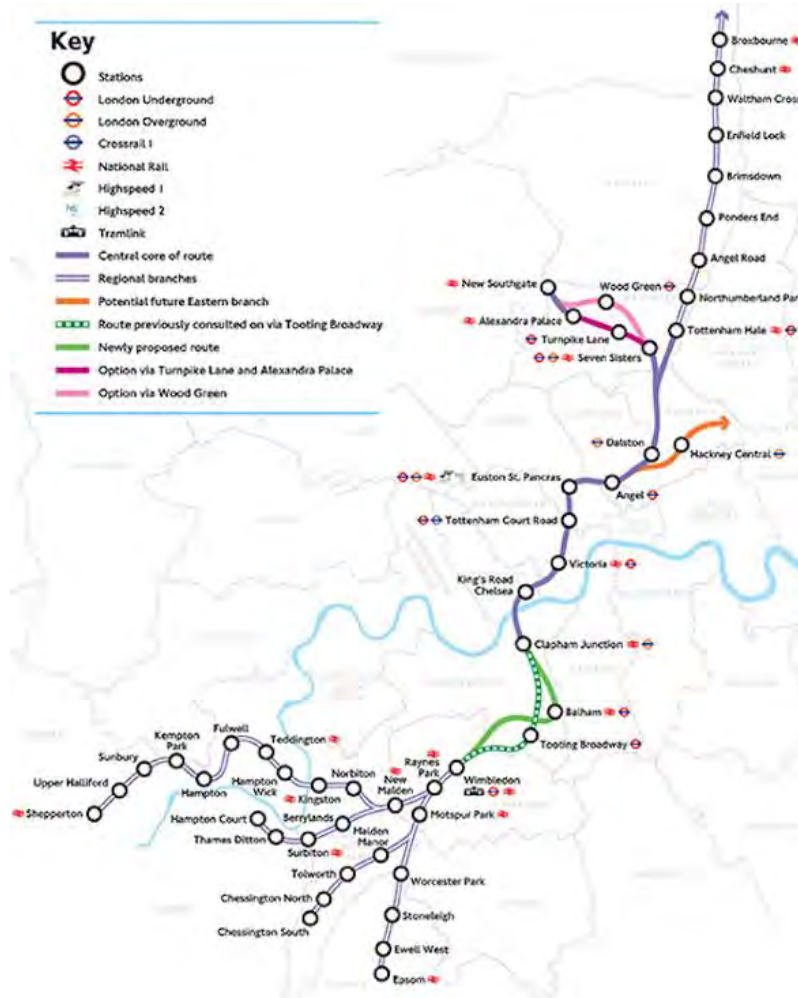 Key
Stations
London Underground
London Overground
Crossrail 1
National Rail
Highspeed 1
Highspeed 2
Tramlink
Central core of route
Regional branches
Potential future Eastern branch
Route previously consulted on via Tooting Broadway
Newly proposed route
Option via Turnpike Lane and Alexandra Palace
Option via Wood Green
Broxbourne
Cheshunt
Waltham Cross
Enfield Lock
Brimsdown
Ponders End
Angel Road
Northumberland Par
Tottenham Hale
New Southgate
Wood Green
Alexandra Palace
Turnpike Lane
Seven Sisters
Dalston
Hackney Central
Euston St. Pancras
Angel
Tottenham Court Road
Victoria
King's Road
Chelsea
Clapham Junction
Balham
Tooting Broadway
Wimbledon
Raynes
Park
Motspur Park
New
Malden
Norbiton
Kingston
Hampton
Wick
Teddington
Fulwell
Hampton
Kempton
Park
Sunbury
Upper Halliford
Shepperton
Berrylands
Surbiton
Thames Ditton
Hampton Court
Malden
Manor
Tolworth
Chessington North
Chessington South
Worcester Park
Stoneleigh
Ewell West
Epsom